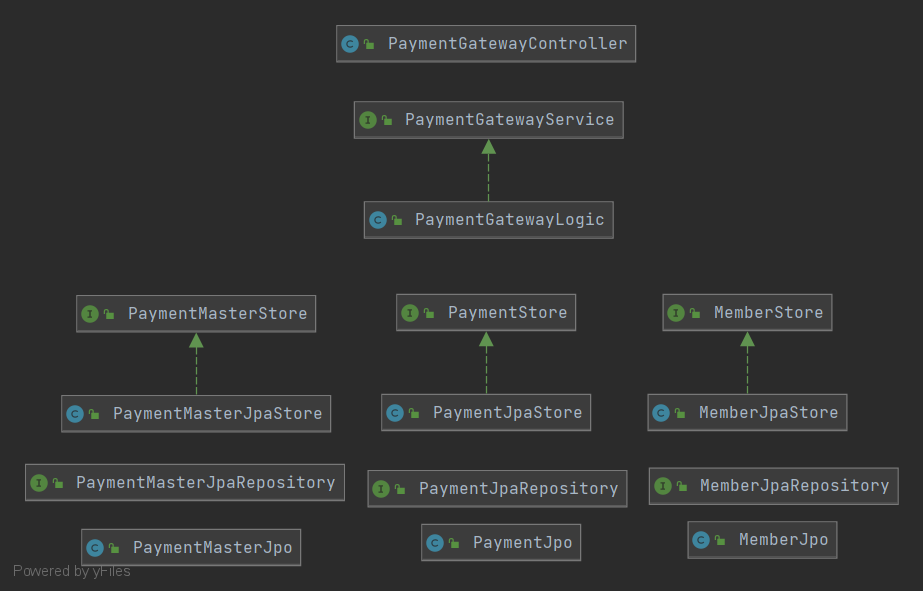 PaymentGatewayController
PaymentGatewayService
PaymentGatewayLogic
PaymentMasterStore
PaymentStore
MemberStore
PaymentMasterJpaStore
PaymentJpaStore
MemberJpaStore
PaymentMasterJpaRepository
PaymentJpaRepository
MemberJpaRepository
PaymentMasterJpo
PaymentJpo
MemberJpo
Powered by yFiles